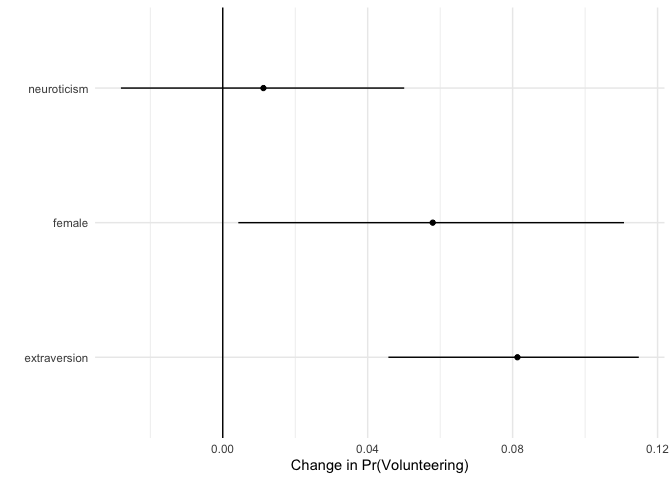 neuroticism
female
extraversion
0.00 0.04 0.08 0.12
Change in Pr(Volunteering)